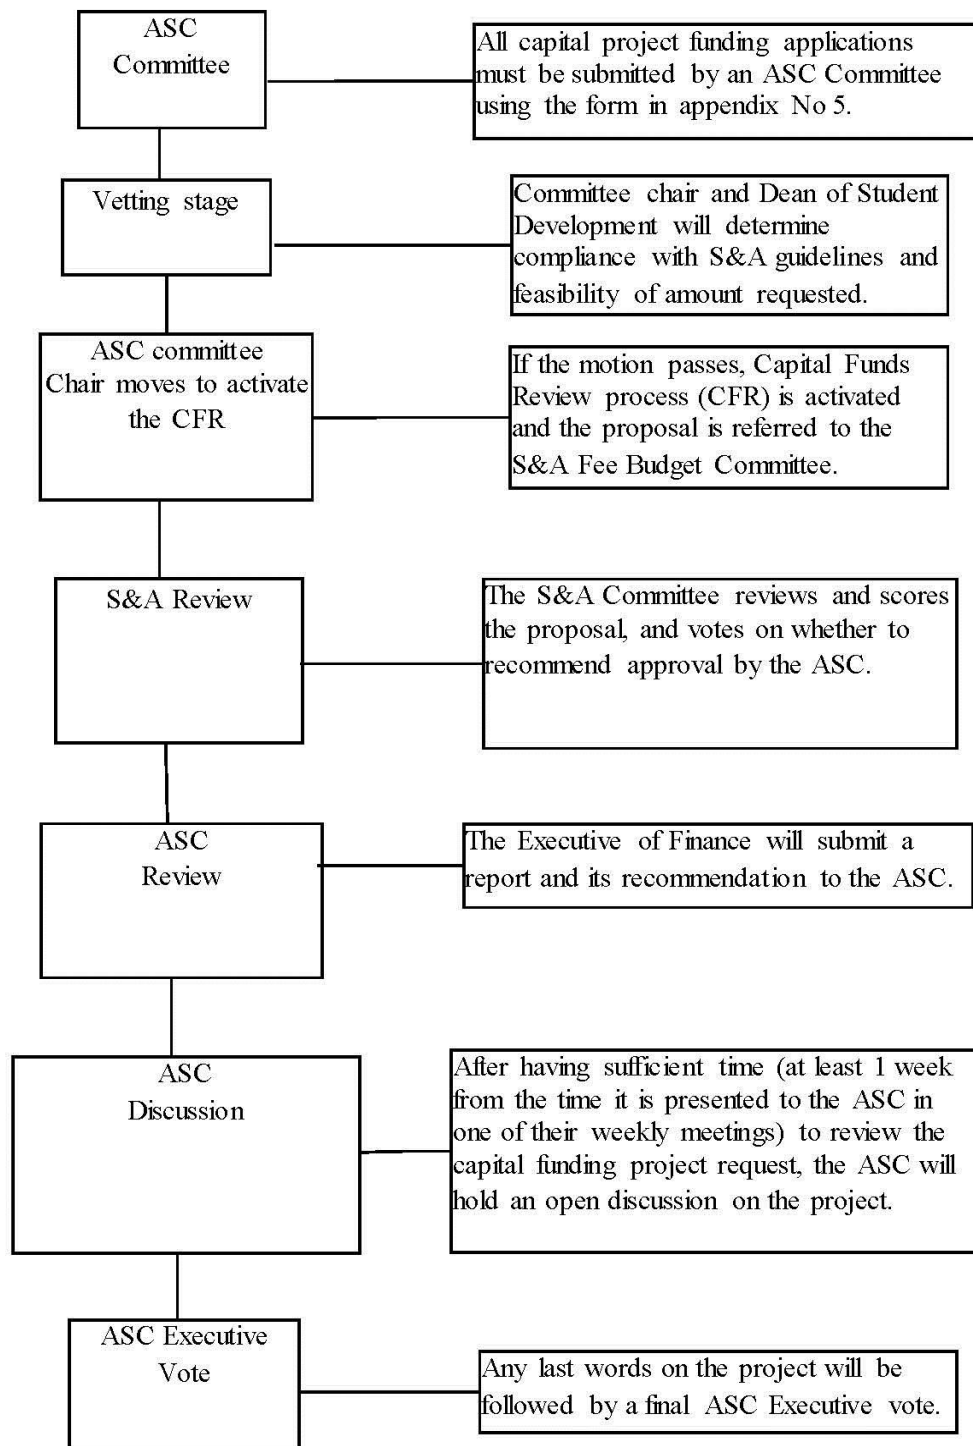 ASC
Committee
All capital project funding applications
must be submitted by an ASC Committee
using the form in appendix No 5.
Vetting stage
Committee chair and Dean of Student
Development will determine
compliance with S&A guidelines and
feasibility of amount requested.
ASC committee
Chair moves to activate
the CFR
If the motion passes, Capital Funds
Review process (CFR) is activated
and the proposal is referred to the
S&A Fee Budget Committee.
S&A Review
The S&A Committee reviews and scores
the proposal, and votes on whether to
recommend approval by the ASC.
ASC
Review
The Executive of Finance will submit a
report and its recommendation to the ASC.
ASC
Discussion
After having sufficient time (at least 1 week
from the time it is presented to the ASC in
one of their weekly meetings) to review the
capital funding project request, the ASC will
hold an open discussion on the project.
ASC Executive
Vote
Any last words on the project will be
followed by a final ASC Executive vote.